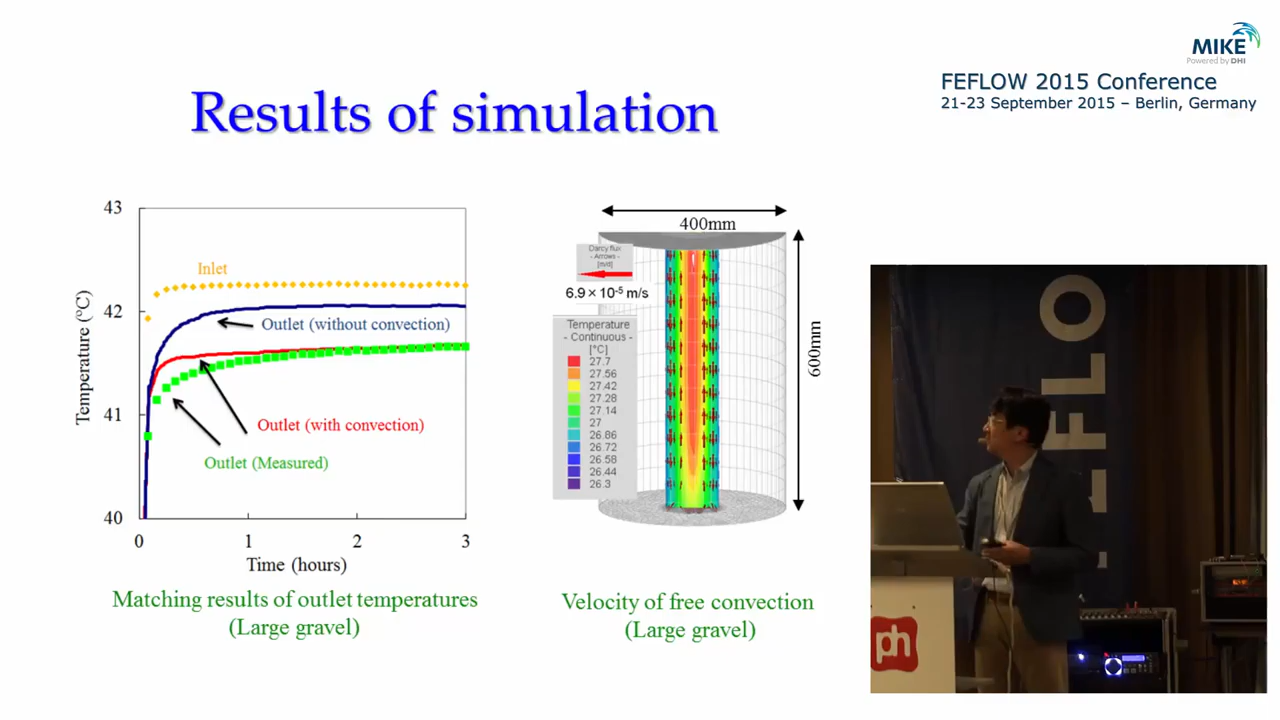 MIKE
Powered by DHI
FEFLOW 2015 Conference
21-23 September 2015 – Berlin, Germany
Results of simulation
43
42
41
40
Temperature (°C)
Inlet
Outlet (without convection)
Outlet (with convection)
Outlet (Measured)
0
1
2
3
Time (hours)
Matching results of outlet temperatures
(Large gravel)
400mm
600mm
Darcy flux
- Arrows -
[m/d]
6.9×10-5 m/s
Temperature
- Continuous -
[°C]
27.7
27.56
27.42
27.28
27.14
27
26.86
26.72
26.58
26.44
26.3
Velocity of free convection
(Large gravel)
FLO
ph